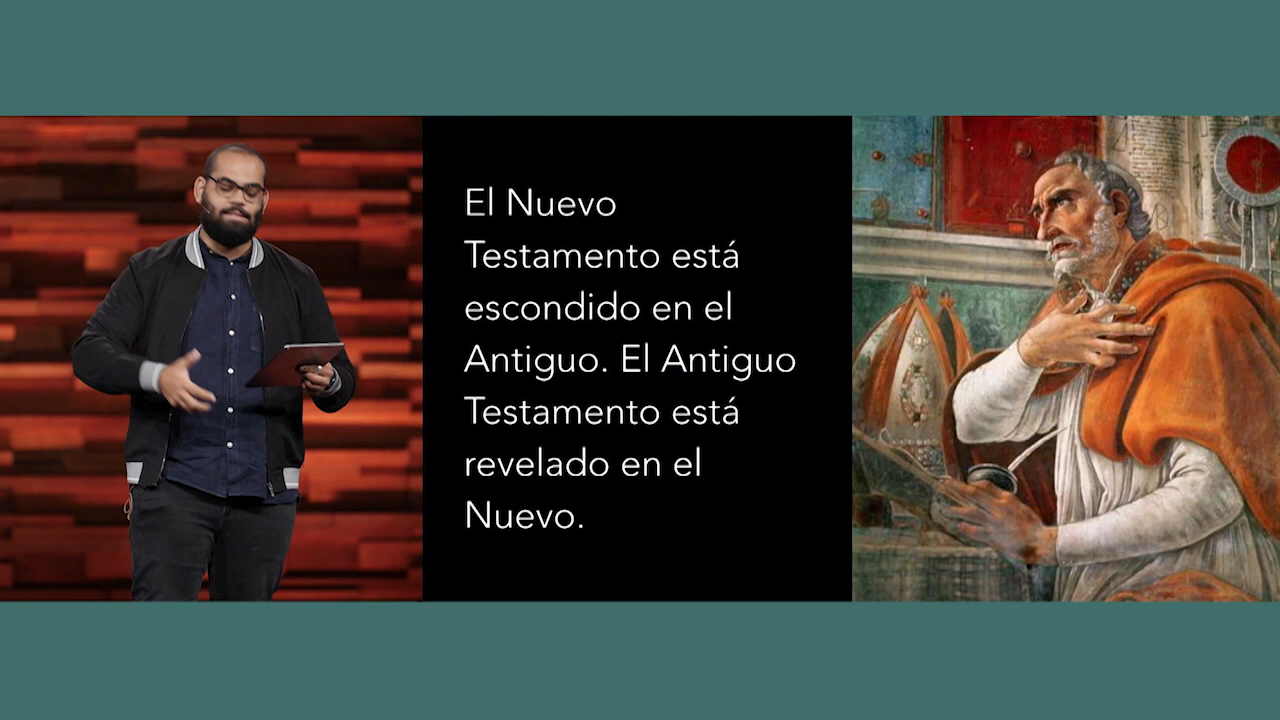 El Nuevo
Testamento está
escondido en el
Antiguo. El Antiguo
Testamento está
revelado en el
Nuevo.